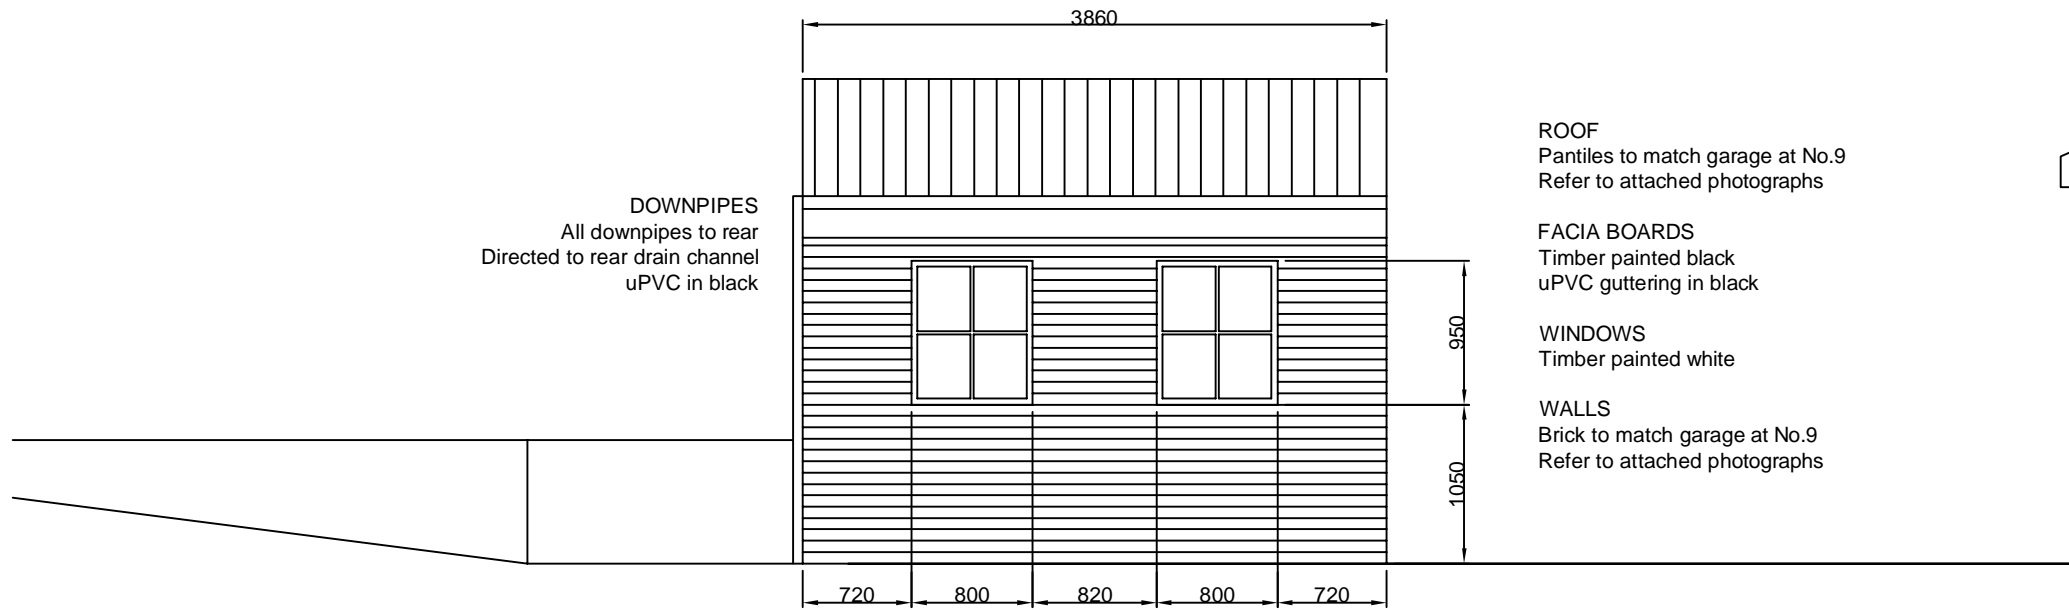 3860
DOWNPIPES
All downpipes to rear
Directed to rear drain channel
uPVC in black
ROOF
Pantiles to match garage at No.9
Refer to attached photographs
FACIA BOARDS
Timber painted black
uPVC guttering in black
WINDOWS
Timber painted white
WALLS
Brick to match garage at No.9
Refer to attached photographs
950
1050
720 800 820 800 720